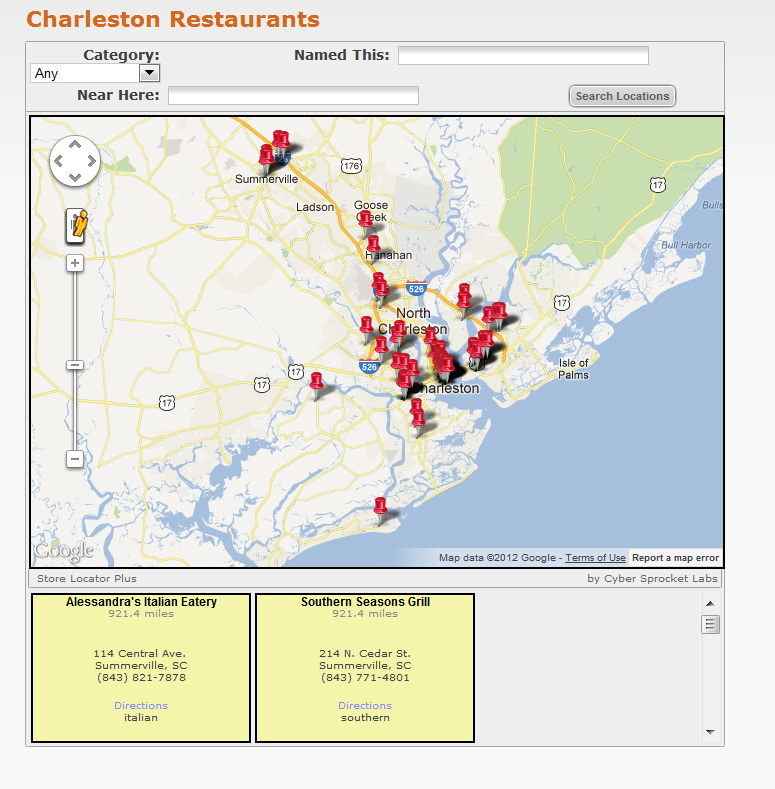 Charleston Restaurants
Category:
Named This:
Any
Near Here:
Search Locations
Summerville
176
17
Ladson
Goose
Creek
Bulls
Bull Harbor
Hanahan
526
17
North
Charleston
526
Isle of
Palms
17
17
17
Charleston
Google
Map data ©2012 Google - Terms of Use
Report a map error
Store Locator Plus
by Cyber Sprocket Labs
Alessandra's Italian Eatery
921.4 miles
114 Central Ave.
Summerville, SC
(843) 821-7878
Directions
italian
Southern Seasons Grill
921.4 miles
214 N. Cedar St.
Summerville, SC
(843) 771-4801
Directions
southern